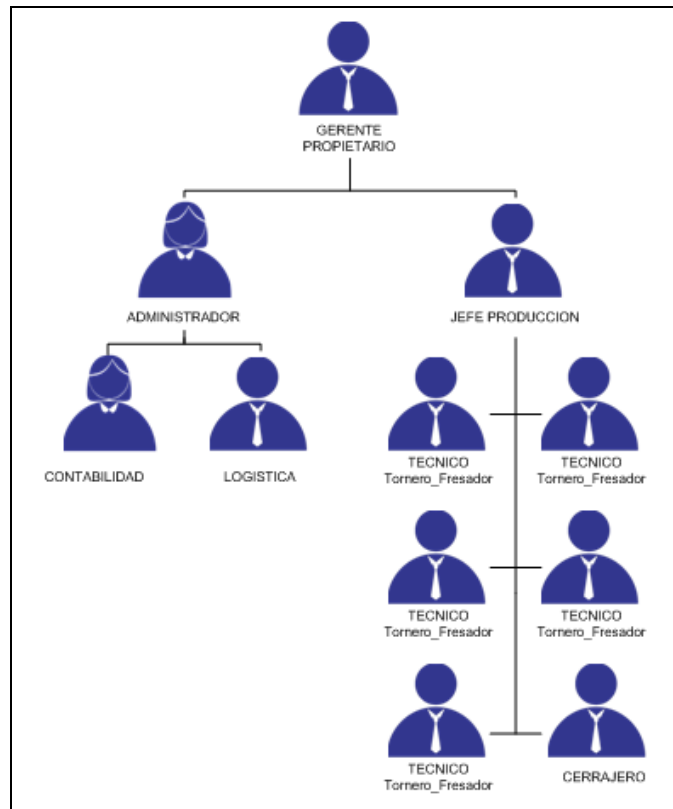 GERENTE
PROPIETARIO
ADMINISTRADOR
JEFE PRODUCCION
CONTABILIDAD
LOGISTICA
TECNICO
Tornero_Fresador
TECNICO
Tornero_Fresador
TECNICO
Tornero_Fresador
TECNICO
Tornero_Fresador
TECNICO
Tornero_Fresador
CERRAJERO